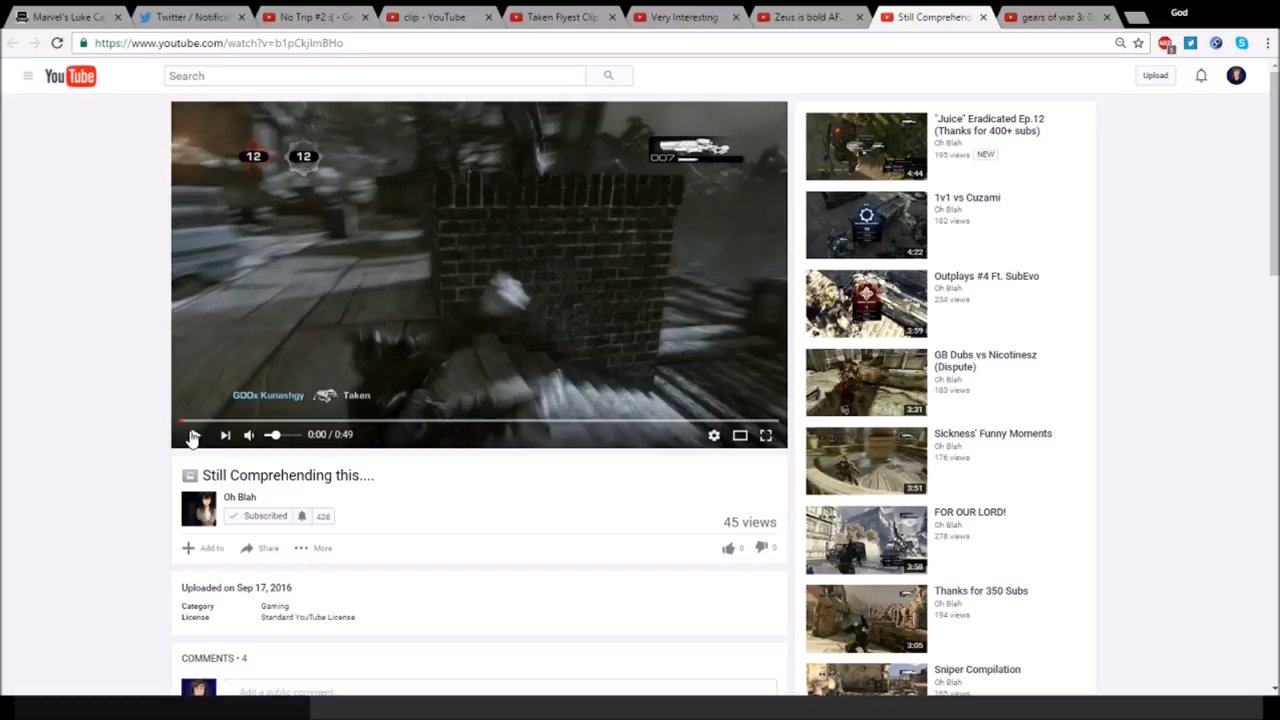 Marvel's Luke Ca
Twitter / Notifica
No Trip #2 :( - Ge
clip - YouTube
Taken Flyest Clip
Very Interesting
Zeus is bold AF.
Still Comprehend
gears of war 3: G
God
https://www.youtube.com/watch?v=b1pCkjlmBHo
YouTube
Search
Upload
12 12
007
GDOx Kunashgy Taken
0:00 / 0:49
Still Comprehending this....
Oh Blah
Subscribed 428
45 views
Add to Share More 0 0
Uploaded on Sep 17, 2016
Category Gaming
License Standard YouTube License
COMMENTS • 4
Add a public comment
"Juice" Eradicated Ep.12
(Thanks for 400+ subs)
Oh Blah
195 views NEW
4:44
1v1 vs Cuzami
Oh Blah
182 views
4:22
Outplays #4 Ft. SubEvo
Oh Blah
234 views
3:59
GB Dubs vs Nicotinesz
(Dispute)
Oh Blah
183 views
3:31
Sickness' Funny Moments
Oh Blah
176 views
3:51
FOR OUR LORD!
Oh Blah
278 views
3:58
Thanks for 350 Subs
Oh Blah
194 views
3:05
Sniper Compilation
Oh Blah
165 views